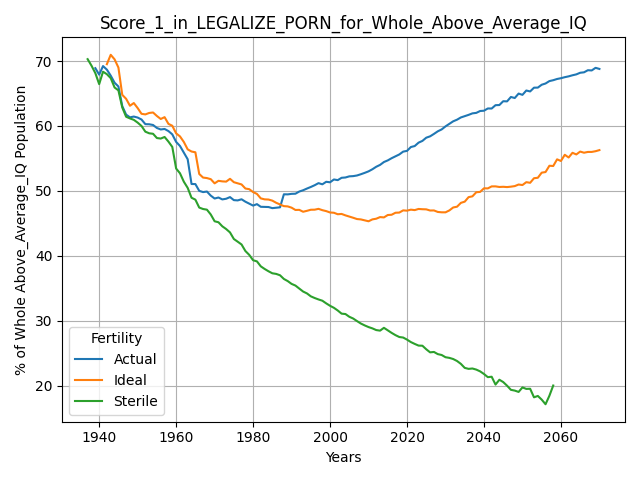 Score_1_in_LEGALIZE_PORN_for_Whole_Above_Average_IQ
% of Whole Above_Average_IQ Population
70
60
50
40
30
20
Fertility
Actual
Ideal
Sterile
1940 1960 1980 2000 2020 2040 2060
Years